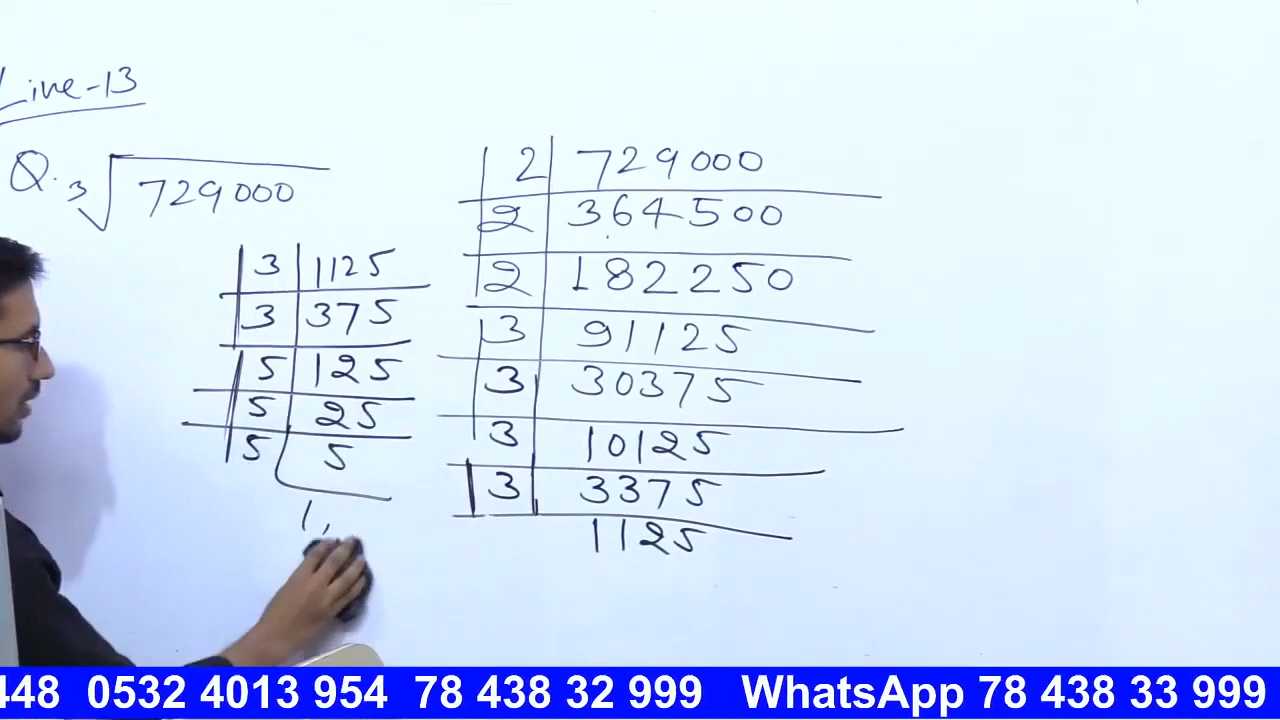 Live-13
Q. 3√729000
3 | 1125
3 | 375
5 | 125
5 | 25
5 | 5
1,
2 | 729000
2 | 364500
2 | 182250
3 | 91125
3 | 30375
3 | 10125
3 | 3375
1125
448 0532 4013 954 78 438 32 999 WhatsApp 78 438 33 999